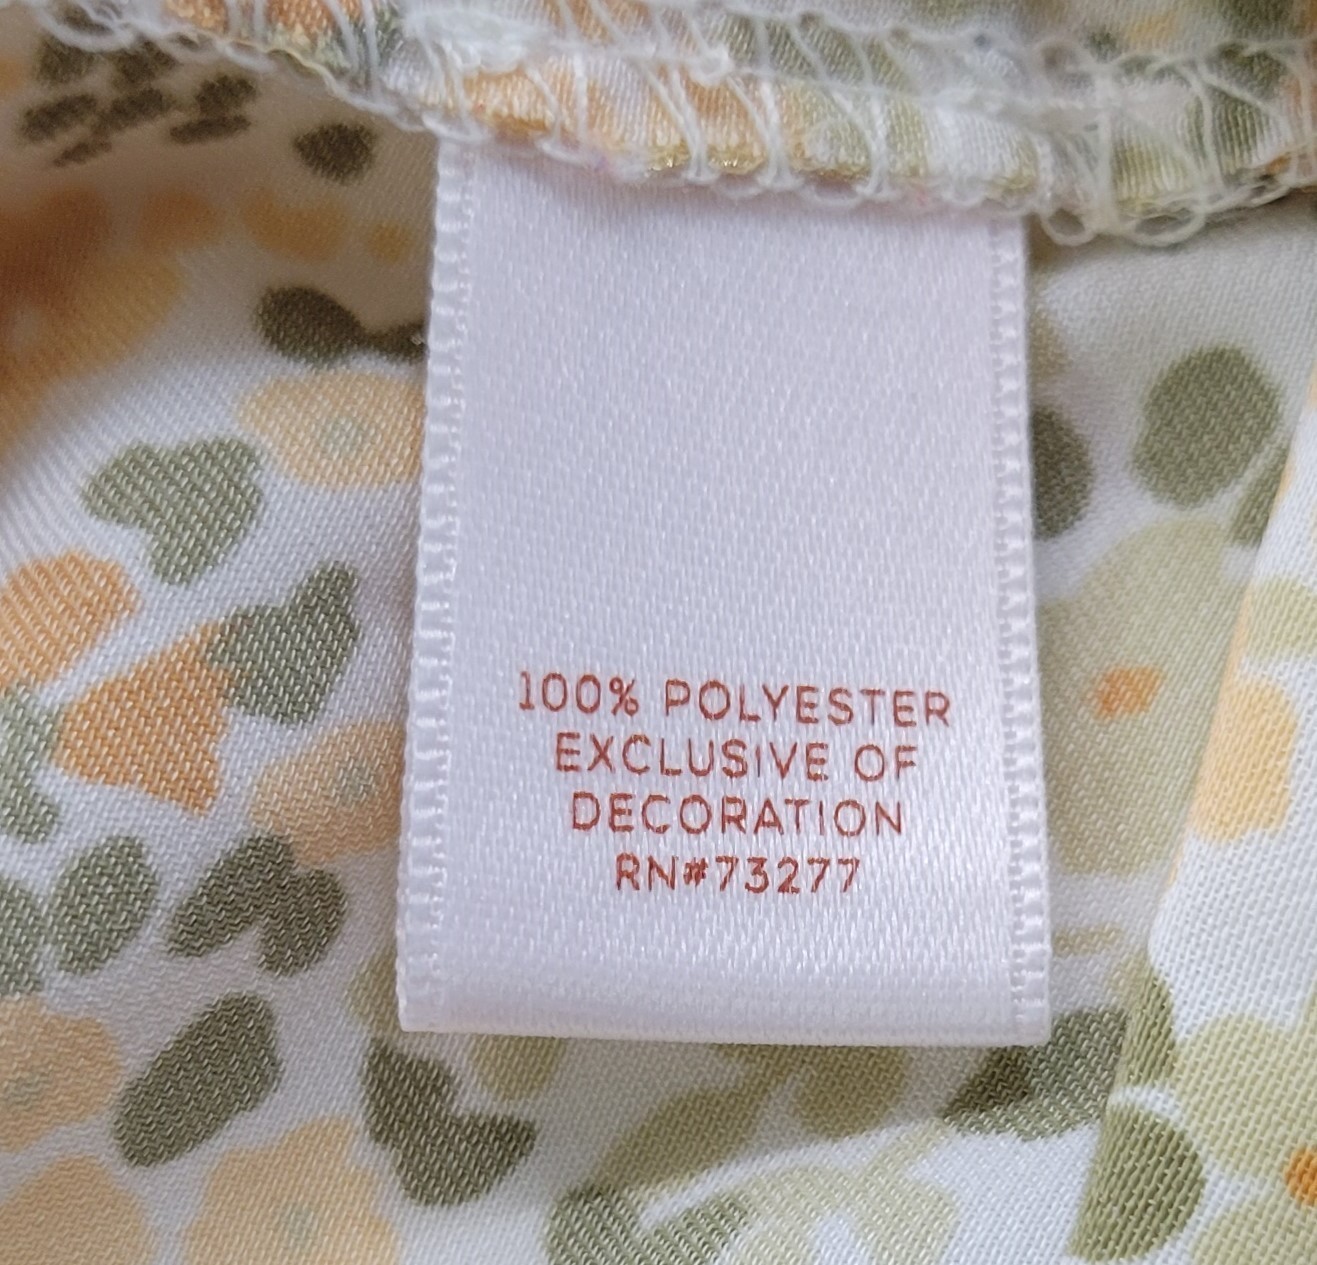 100% POLYESTER
EXCLUSIVE OF
DECORATION
RN#73277